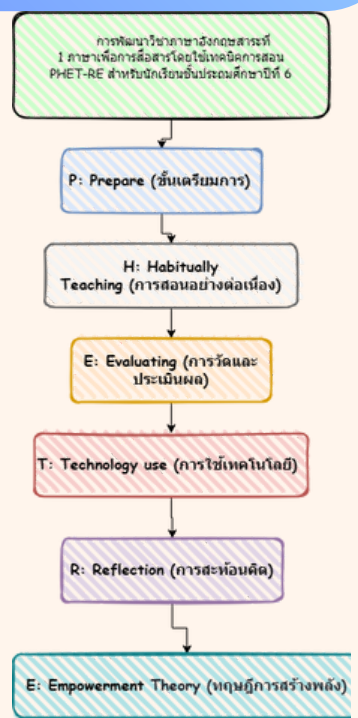 การพัฒนาวิชาภาษาอังกฤษสาระที่
1 ภาษาเพื่อการสื่อสารโดยใช้เทคนิคการสอน
PHET-RE สำหรับนักเรียนชั้นประถมศึกษาปีที่ 6
P: Prepare (ขั้นเตรียมการ)
H: Habitually
Teaching (การสอนอย่างต่อเนื่อง)
E: Evaluating (การวัดและ
ประเมินผล)
T: Technology use (การใช้เทคโนโลยี)
R: Reflection (การสะท้อนคิด)
E: Empowerment Theory (ทฤษฎีการสร้างพลัง)